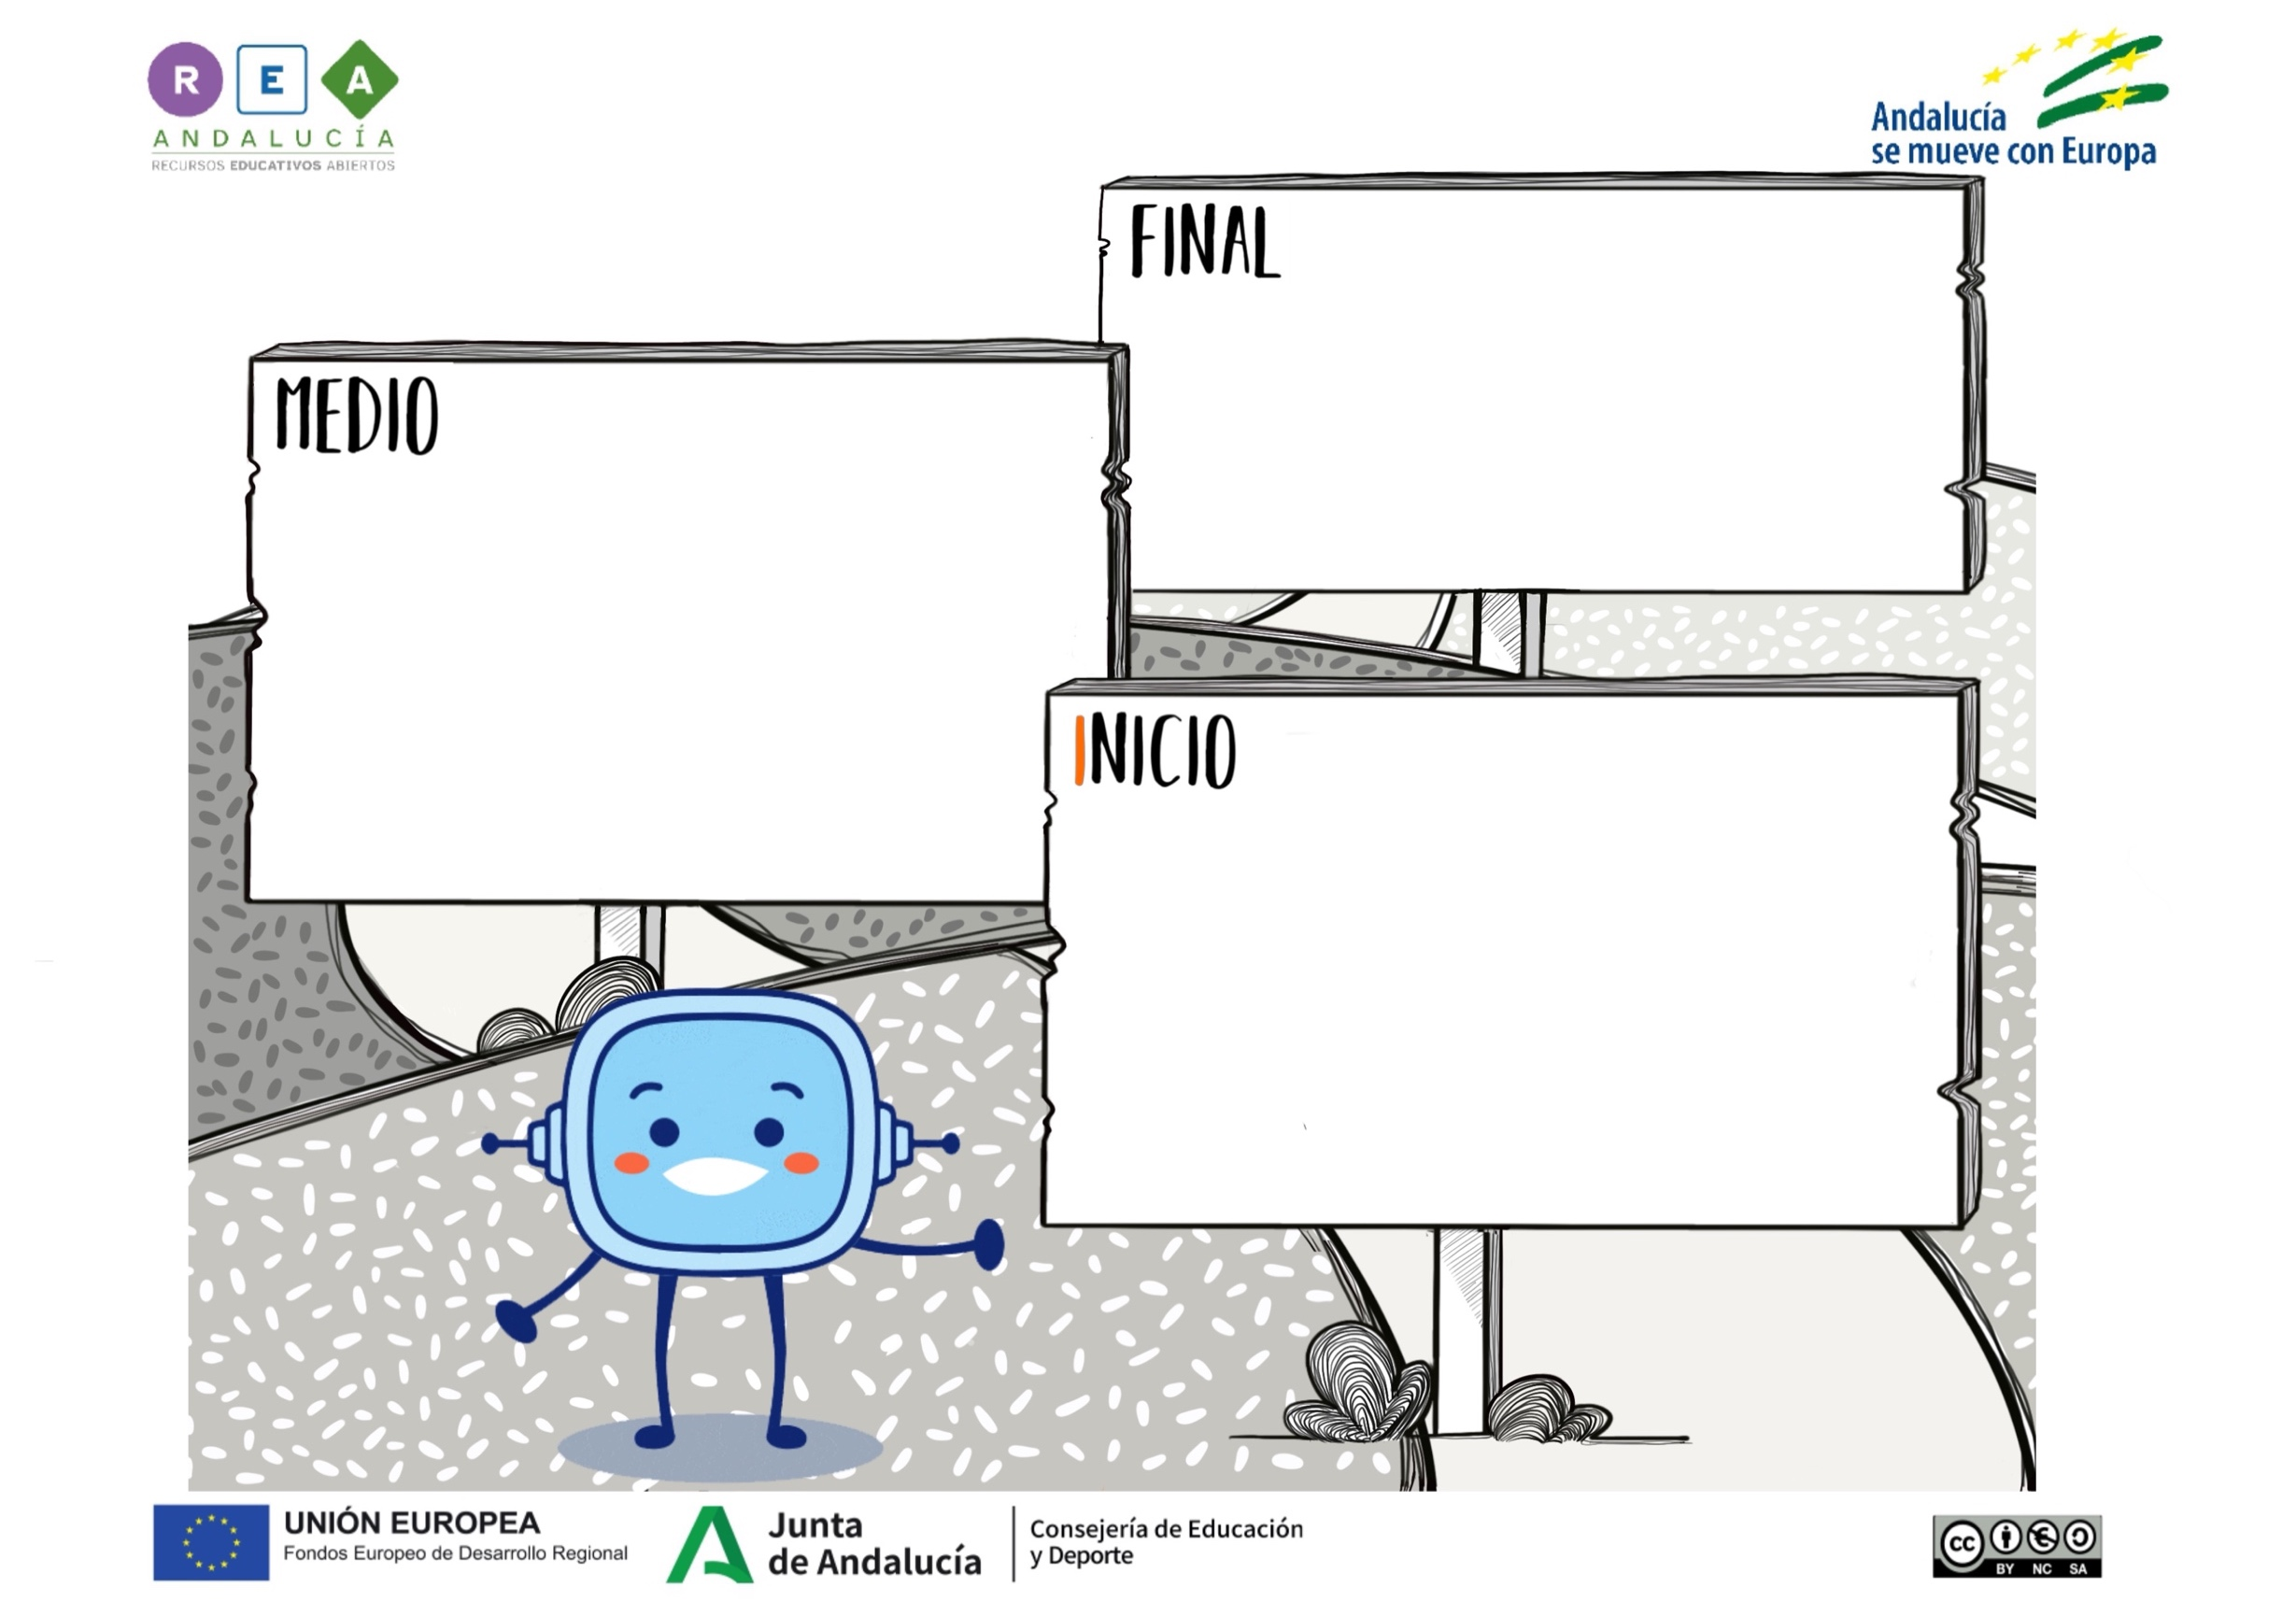 R E A
ANDALUCÍA
RECURSOS EDUCATIVOS ABIERTOS
Andalucía
se mueve con Europa
FINAL
MEDIO
INICIO
UNIÓN EUROPEA
Fondos Europeo de Desarrollo Regional
Junta
de Andalucía
Consejería de Educación
y Deporte
cc
BY NC SA